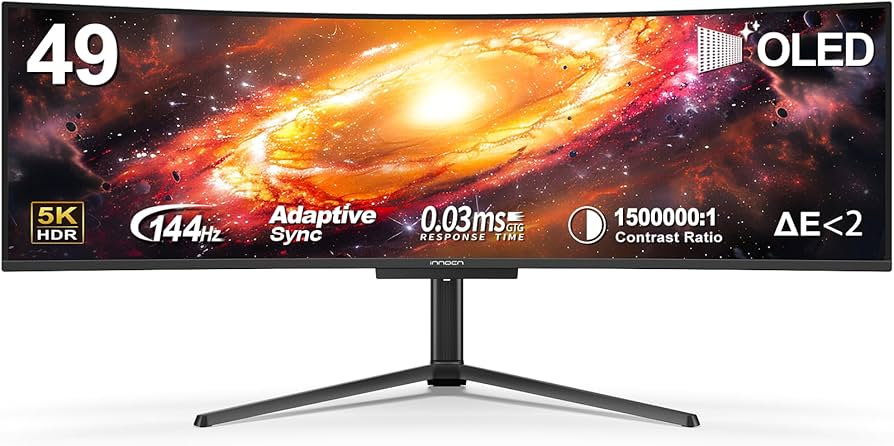 49
OLED
5K
HDR
144Hz
Adaptive
Sync
0.03ms GTG
RESPONSE TIME
1500000:1
Contrast Ratio
ΔE<2
INNOCN